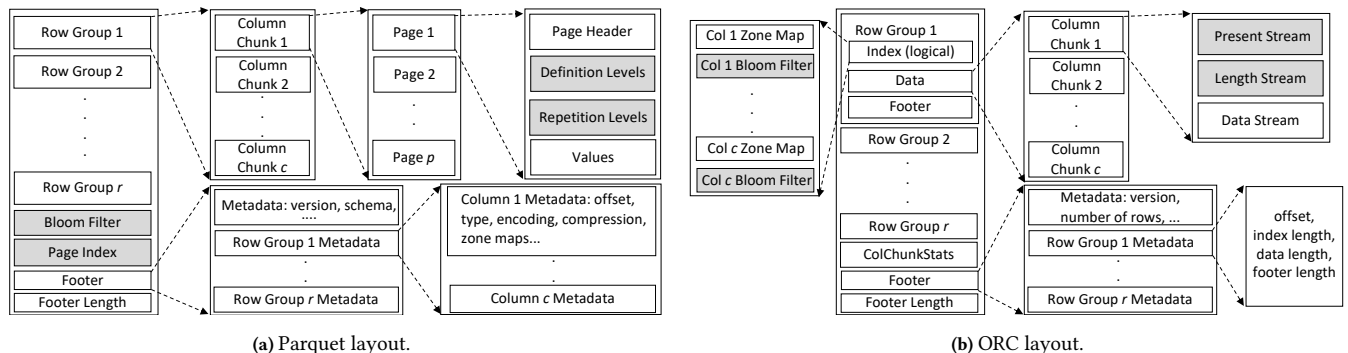 Row Group 1
Row Group 2
.
.
.
.
Row Group r
Bloom Filter
Page Index
Footer
Footer Length
Column
Chunk 1
Column
Chunk 2
.
.
.
Column
Chunk c
Page 1
Page 2
.
.
.
Page p
Page Header
Definition Levels
Repetition Levels
Values
Metadata: version, schema,
....
Row Group 1 Metadata
.
.
Row Group r Metadata
Column 1 Metadata: offset,
type, encoding, compression,
zone maps...
.
.
Column c Metadata
(a) Parquet layout.
Col 1 Zone Map
Col 1 Bloom Filter
.
.
.
Col c Zone Map
Col c Bloom Filter
Row Group 1
Index (logical)
Data
Footer
Row Group 2
.
.
.
Row Group r
ColChunkStats
Footer
Footer Length
Column
Chunk 1
Column
Chunk 2
.
.
.
Column
Chunk c
Present Stream
Length Stream
Data Stream
Metadata: version,
number of rows, ...
Row Group 1 Metadata
.
.
Row Group r Metadata
offset,
index length,
data length,
footer length
(b) ORC layout.